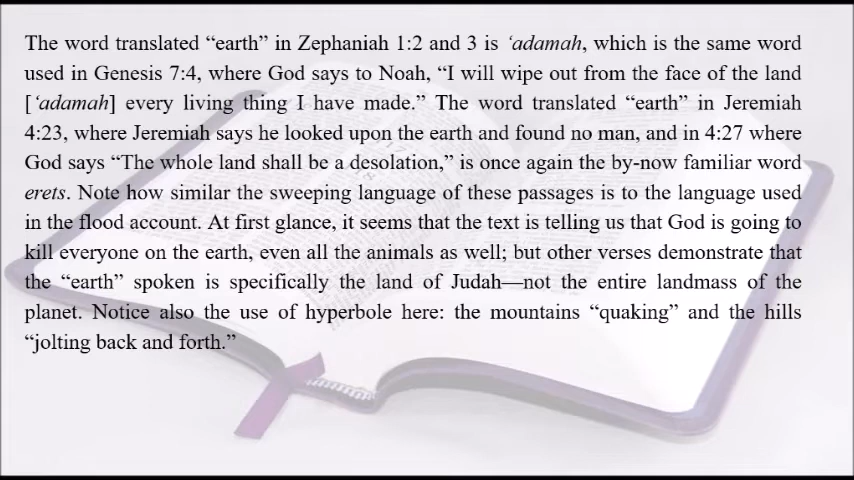 The word translated “earth” in Zephaniah 1:2 and 3 is ‘adamah, which is the same word
used in Genesis 7:4, where God says to Noah, “I will wipe out from the face of the land
[‘adamah] every living thing I have made.” The word translated “earth” in Jeremiah
4:23, where Jeremiah says he looked upon the earth and found no man, and in 4:27 where
God says “The whole land shall be a desolation,” is once again the by-now familiar word
erets. Note how similar the sweeping language of these passages is to the language used
in the flood account. At first glance, it seems that the text is telling us that God is going to
kill everyone on the earth, even all the animals as well; but other verses demonstrate that
the “earth” spoken is specifically the land of Judah—not the entire landmass of the
planet. Notice also the use of hyperbole here: the mountains “quaking” and the hills
“jolting back and forth.”